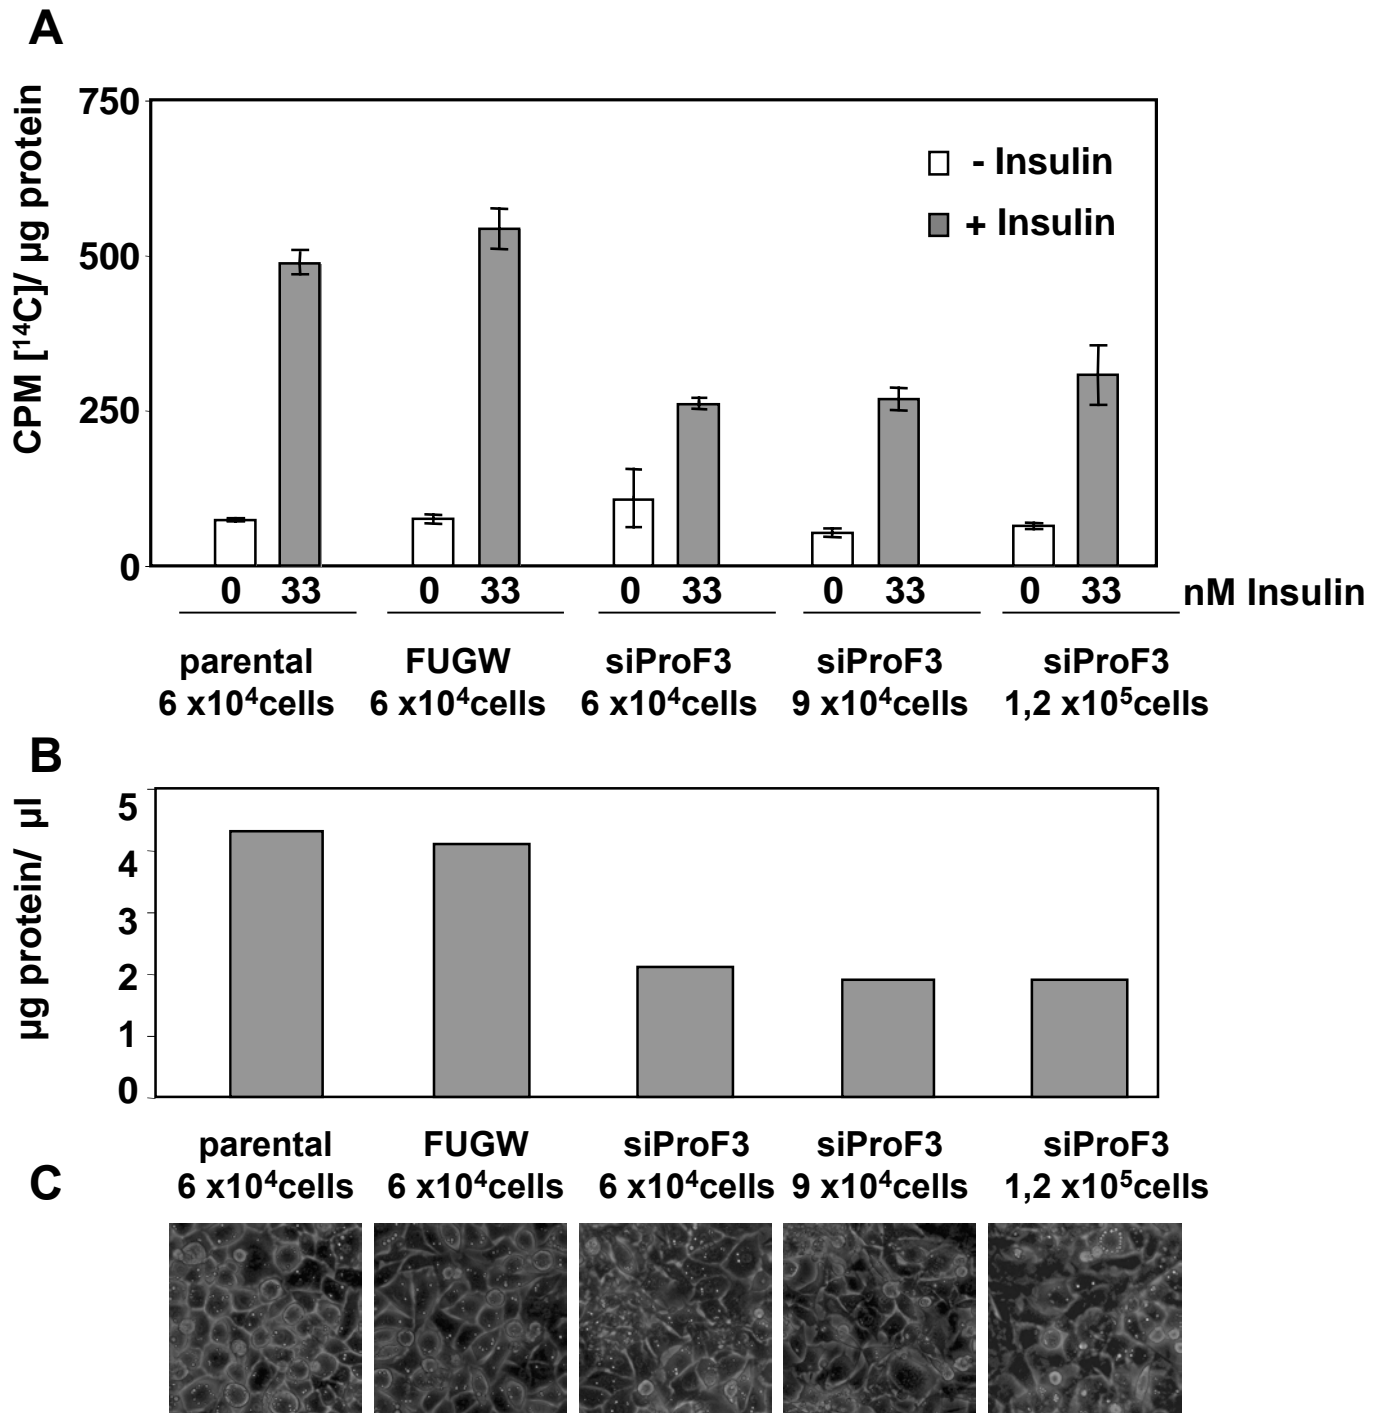 A
CPM [¹⁴C]/ µg protein
750
500
250
0
- Insulin
+ Insulin
0 33 0 33 0 33 0 33 0 33 nM Insulin
parental FUGW siProF3 siProF3 siProF3
6 x10⁴cells 6 x10⁴cells 6 x10⁴cells 9 x10⁴cells 1,2 x10⁵cells
B
µg protein/ µl
5
4
3
2
1
0
parental FUGW siProF3 siProF3 siProF3
6 x10⁴cells 6 x10⁴cells 6 x10⁴cells 9 x10⁴cells 1,2 x10⁵cells
C